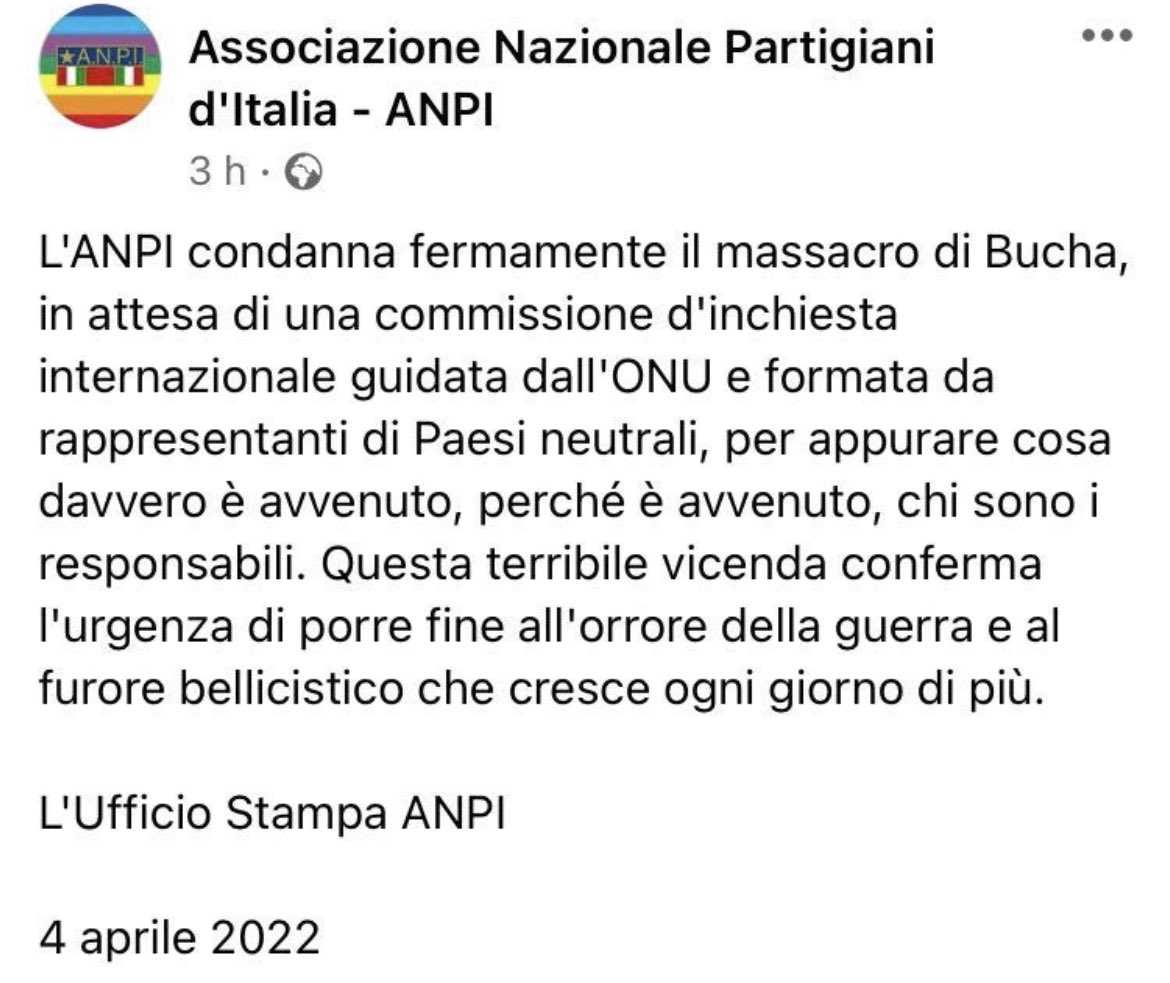 ★A.N.P.I.
Associazione Nazionale Partigiani
d'Italia - ANPI
3 h ·
L'ANPI condanna fermamente il massacro di Bucha,
in attesa di una commissione d'inchiesta
internazionale guidata dall'ONU e formata da
rappresentanti di Paesi neutrali, per appurare cosa
davvero è avvenuto, perché è avvenuto, chi sono i
responsabili. Questa terribile vicenda conferma
l'urgenza di porre fine all'orrore della guerra e al
furore bellicistico che cresce ogni giorno di più.
L'Ufficio Stampa ANPI
4 aprile 2022